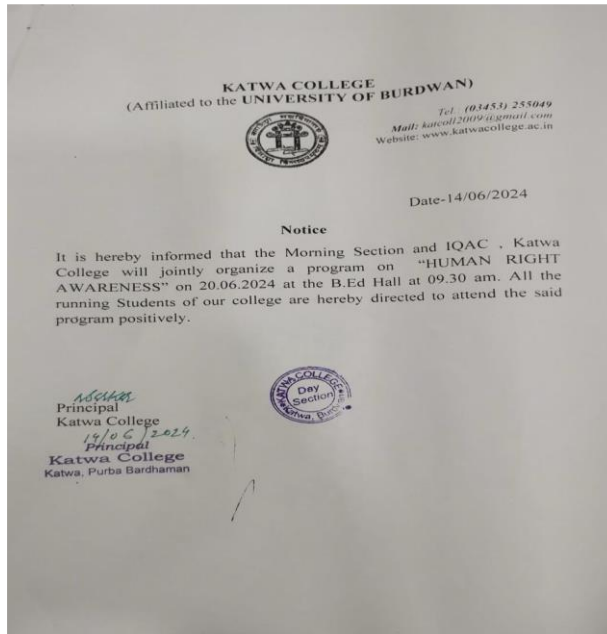 KATWA COLLEGE
(Affiliated to the UNIVERSITY OF BURDWAN)
Tel : (03453) 255049
Mail: katcoll2009@gmail.com
Website: www.katwacollege.ac.in
Date-14/06/2024
Notice
It is hereby informed that the Morning Section and IQAC , Katwa
College will jointly organize a program on "HUMAN RIGHT
AWARENESS" on 20.06.2024 at the B.Ed Hall at 09.30 am. All the
running Students of our college are hereby directed to attend the said
program positively.
KATWA COLLEGE
Day
Section
Katwa, Burdwan
Principal
Katwa College
14/06/2024.
Principal
Katwa College
Katwa, Purba Bardhaman